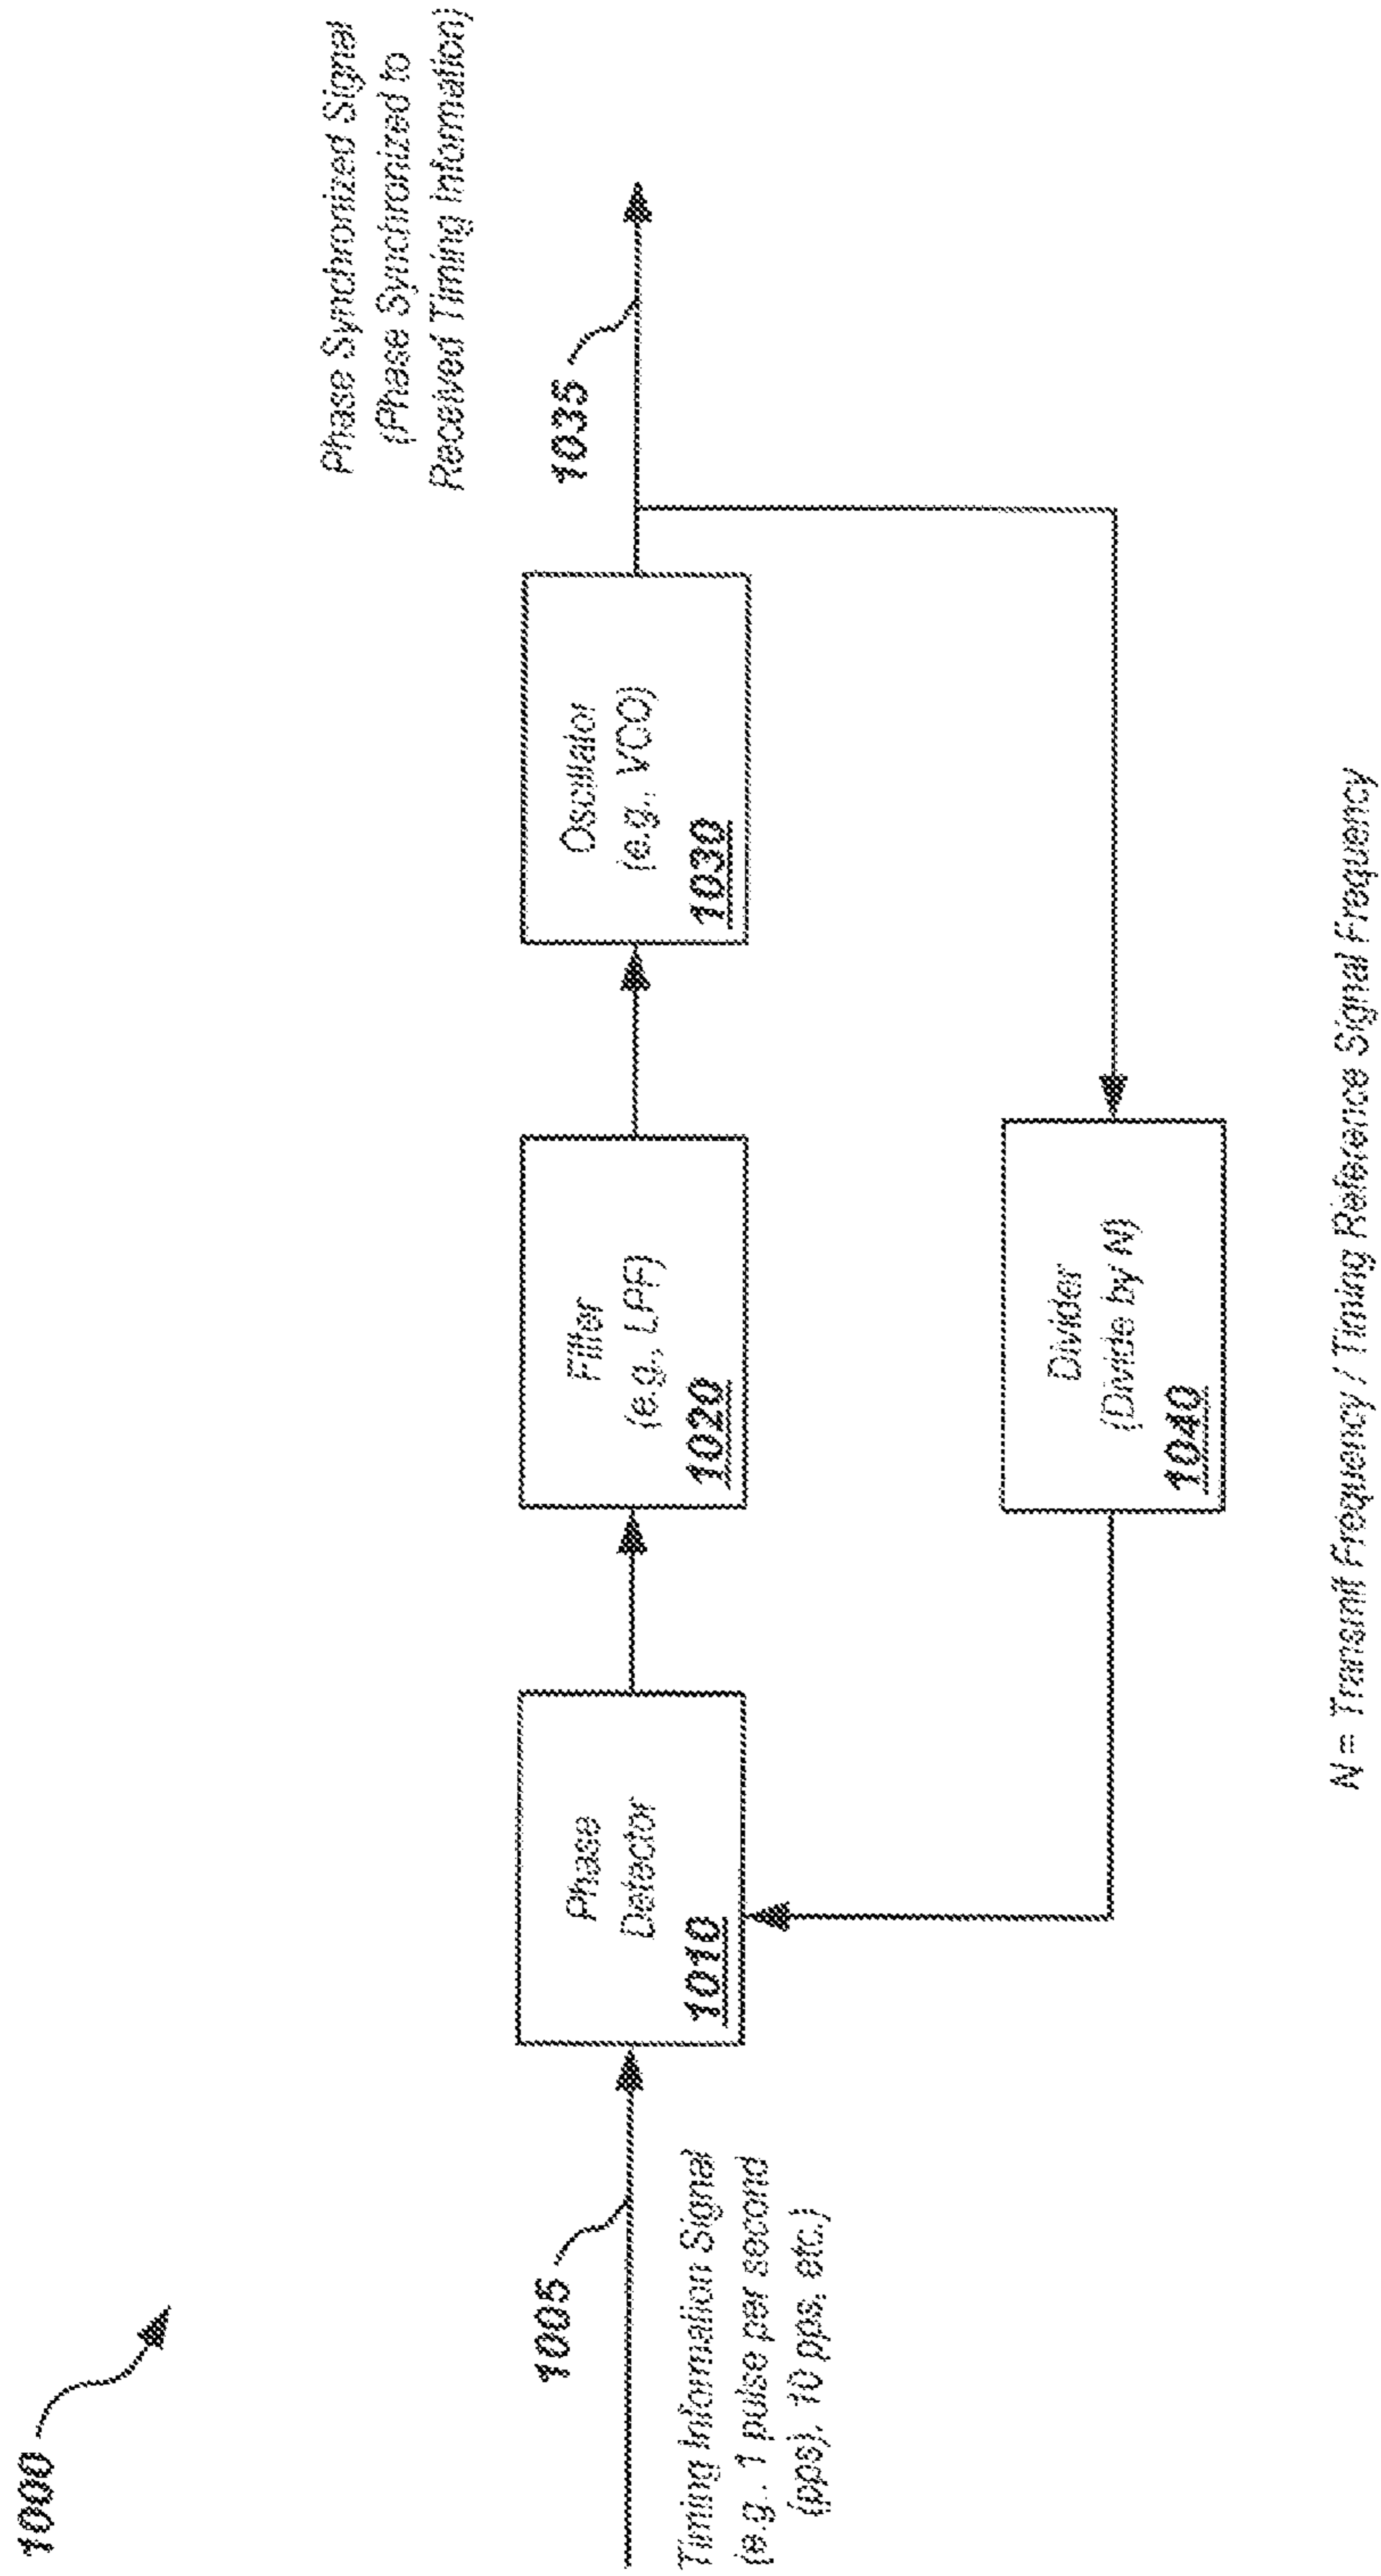 1000
Phase Synchronized Signal
(Phase Synchronized to
Received Timing Information)
1005
1035
Timing Information Signal
(e.g., 1 pulse per second
(pps), 10 pps, etc.)
Phase
Detector
1010
Filter
(e.g., LPF)
1020
Oscillator
(e.g., VCO)
1030
Divider
(Divide by N)
1040
N = Transmit Frequency / Timing Reference Signal Frequency